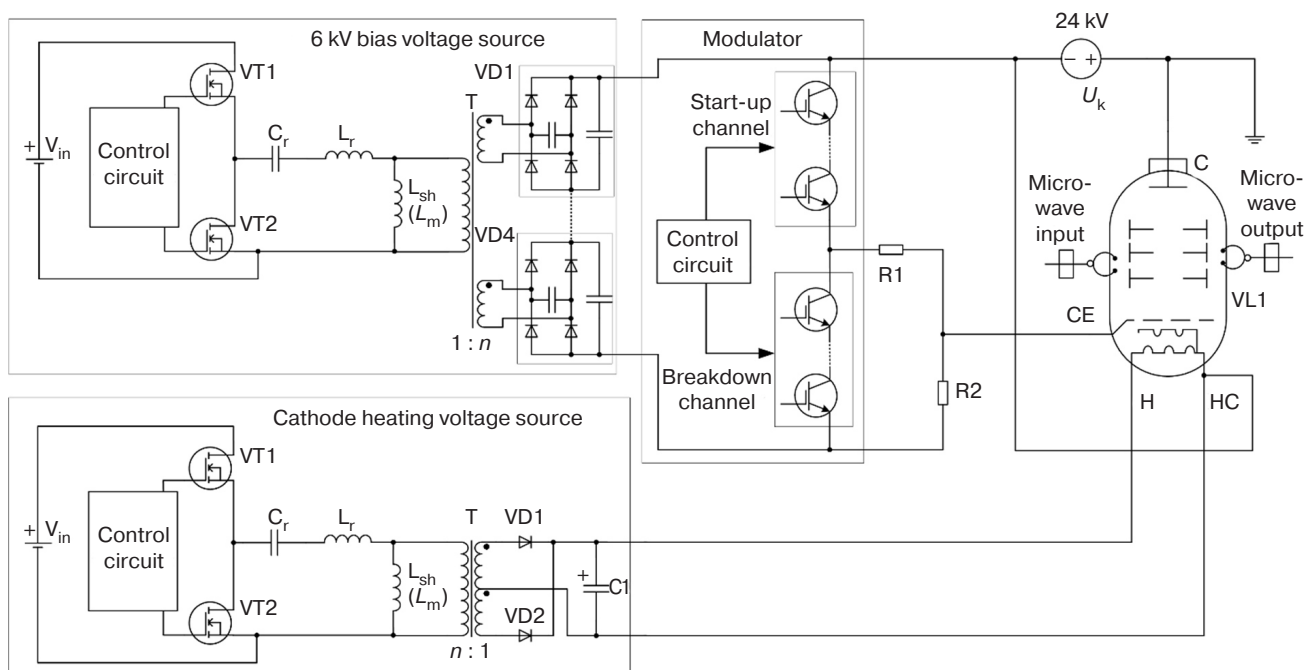 6 kV bias voltage source
VT1
+ V_in
Control
circuit
VT2
C_r
L_r
L_sh
(L_m)
T
VD1
VD4
1 : n
Modulator
Start-up
channel
Control
circuit
Breakdown
channel
R1
R2
24 kV
− +
U_k
C
Micro-
wave
input
Micro-
wave
output
CE
VL1
H
HC
Cathode heating voltage source
VT1
+ V_in
Control
circuit
VT2
C_r
L_r
L_sh
(L_m)
T
VD1
VD2
n : 1
+
C1